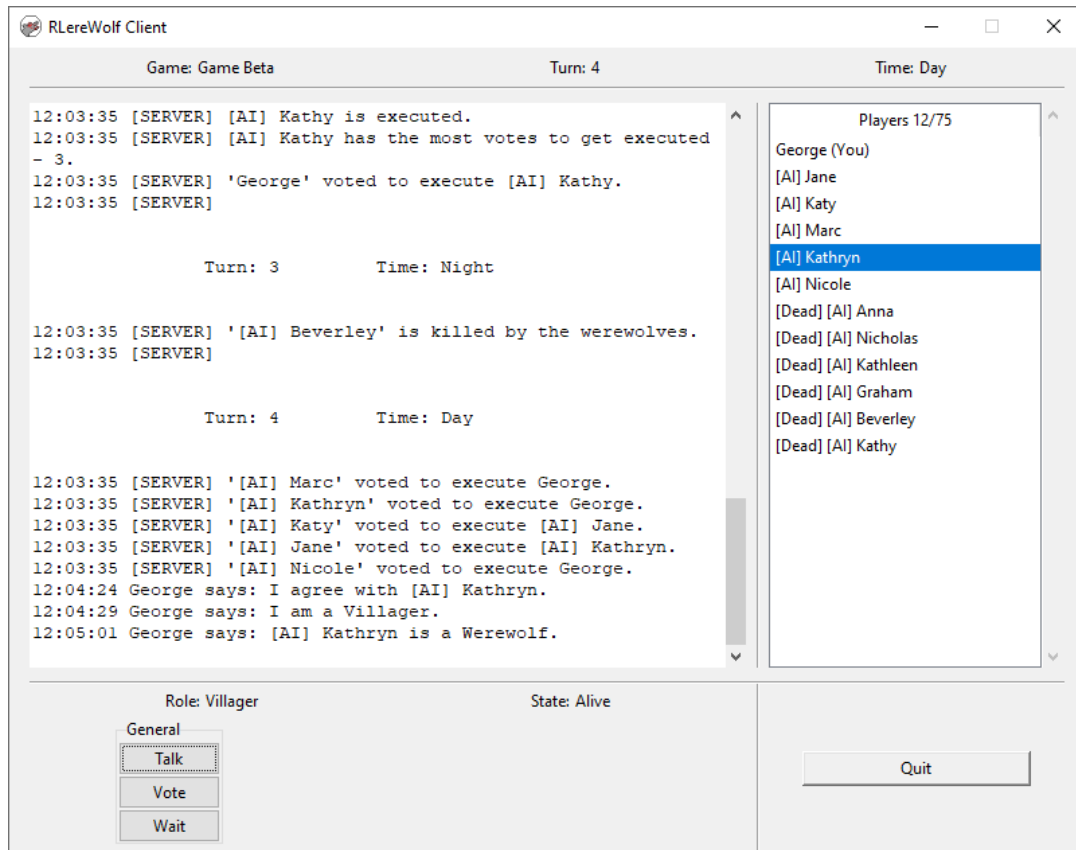 RLereWolf Client
Game: Game Beta
Turn: 4
Time: Day
12:03:35 [SERVER] [AI] Kathy is executed.
12:03:35 [SERVER] [AI] Kathy has the most votes to get executed
- 3.
12:03:35 [SERVER] 'George' voted to execute [AI] Kathy.
12:03:35 [SERVER]
Turn: 3 Time: Night
12:03:35 [SERVER] '[AI] Beverley' is killed by the werewolves.
12:03:35 [SERVER]
Turn: 4 Time: Day
12:03:35 [SERVER] '[AI] Marc' voted to execute George.
12:03:35 [SERVER] '[AI] Kathryn' voted to execute George.
12:03:35 [SERVER] '[AI] Katy' voted to execute [AI] Jane.
12:03:35 [SERVER] '[AI] Jane' voted to execute [AI] Kathryn.
12:03:35 [SERVER] '[AI] Nicole' voted to execute George.
12:04:24 George says: I agree with [AI] Kathryn.
12:04:29 George says: I am a Villager.
12:05:01 George says: [AI] Kathryn is a Werewolf.
Players 12/75
George (You)
[AI] Jane
[AI] Katy
[AI] Marc
[AI] Kathryn
[AI] Nicole
[Dead] [AI] Anna
[Dead] [AI] Nicholas
[Dead] [AI] Kathleen
[Dead] [AI] Graham
[Dead] [AI] Beverley
[Dead] [AI] Kathy
Role: Villager
State: Alive
General
Talk
Vote
Wait
Quit